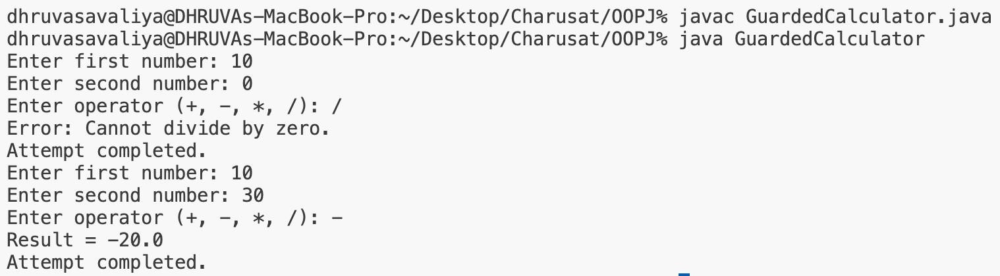 dhruvasavaliya@DHRUVAs-MacBook-Pro:~/Desktop/Charusat/OOPJ% javac GuardedCalculator.java
dhruvasavaliya@DHRUVAs-MacBook-Pro:~/Desktop/Charusat/OOPJ% java GuardedCalculator
Enter first number: 10
Enter second number: 0
Enter operator (+, -, *, /): /
Error: Cannot divide by zero.
Attempt completed.
Enter first number: 10
Enter second number: 30
Enter operator (+, -, *, /): -
Result = -20.0
Attempt completed.